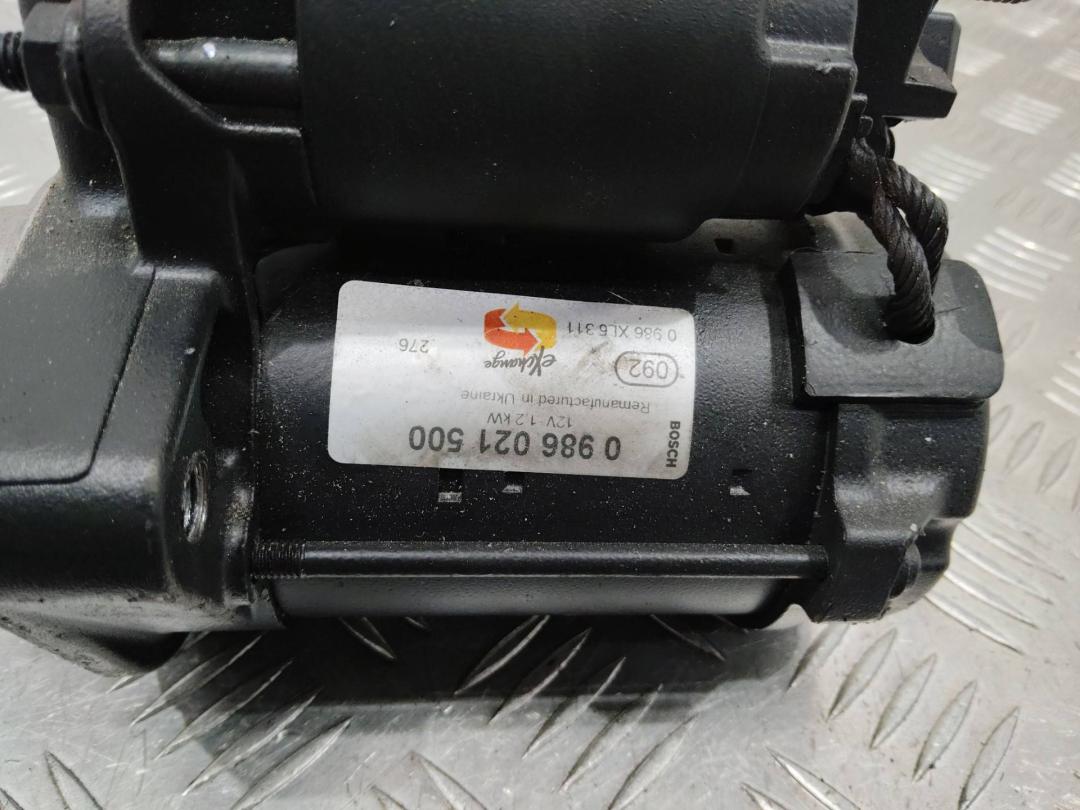 BOSCH
0 986 021 500
12V 1.2 kW
Remanufactured in Ukraine
092
eXchange
276
0 986 XL6 311